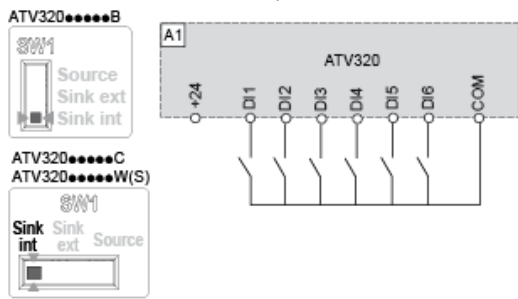 ATV320●●●●●B
SW1
Source
Sink ext
Sink int
ATV320●●●●●C
ATV320●●●●●W(S)
SW1
Sink int
Sink ext
Source
A1
ATV320
+24
DI1
DI2
DI3
DI4
DI5
DI6
COM